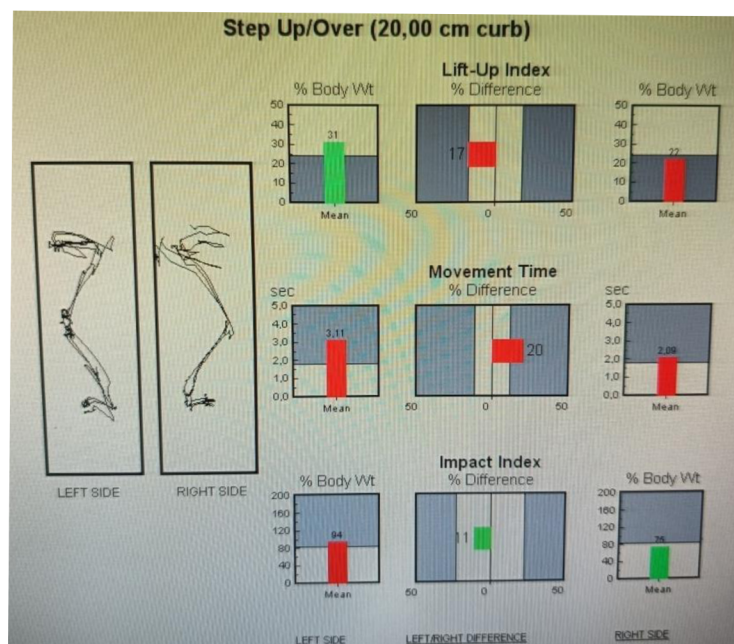 Step Up/Over (20,00 cm curb)
Lift-Up Index
% Body Wt % Difference % Body Wt
50 40 30 20 10 0
31
Mean
17
50 0 50
50 40 30 20 10 0
22
Mean
Movement Time
sec % Difference sec
5,0 4,0 3,0 2,0 1,0 0,0
3,11
Mean
20
50 0 50
5,0 4,0 3,0 2,0 1,0 0,0
2,09
Mean
Impact Index
% Body Wt % Difference % Body Wt
200 160 120 80 40 0
94
Mean
11
50 0 50
200 160 120 80 40 0
Mean
LEFT SIDE RIGHT SIDE
LEFT SIDE LEFT/RIGHT DIFFERENCE RIGHT SIDE